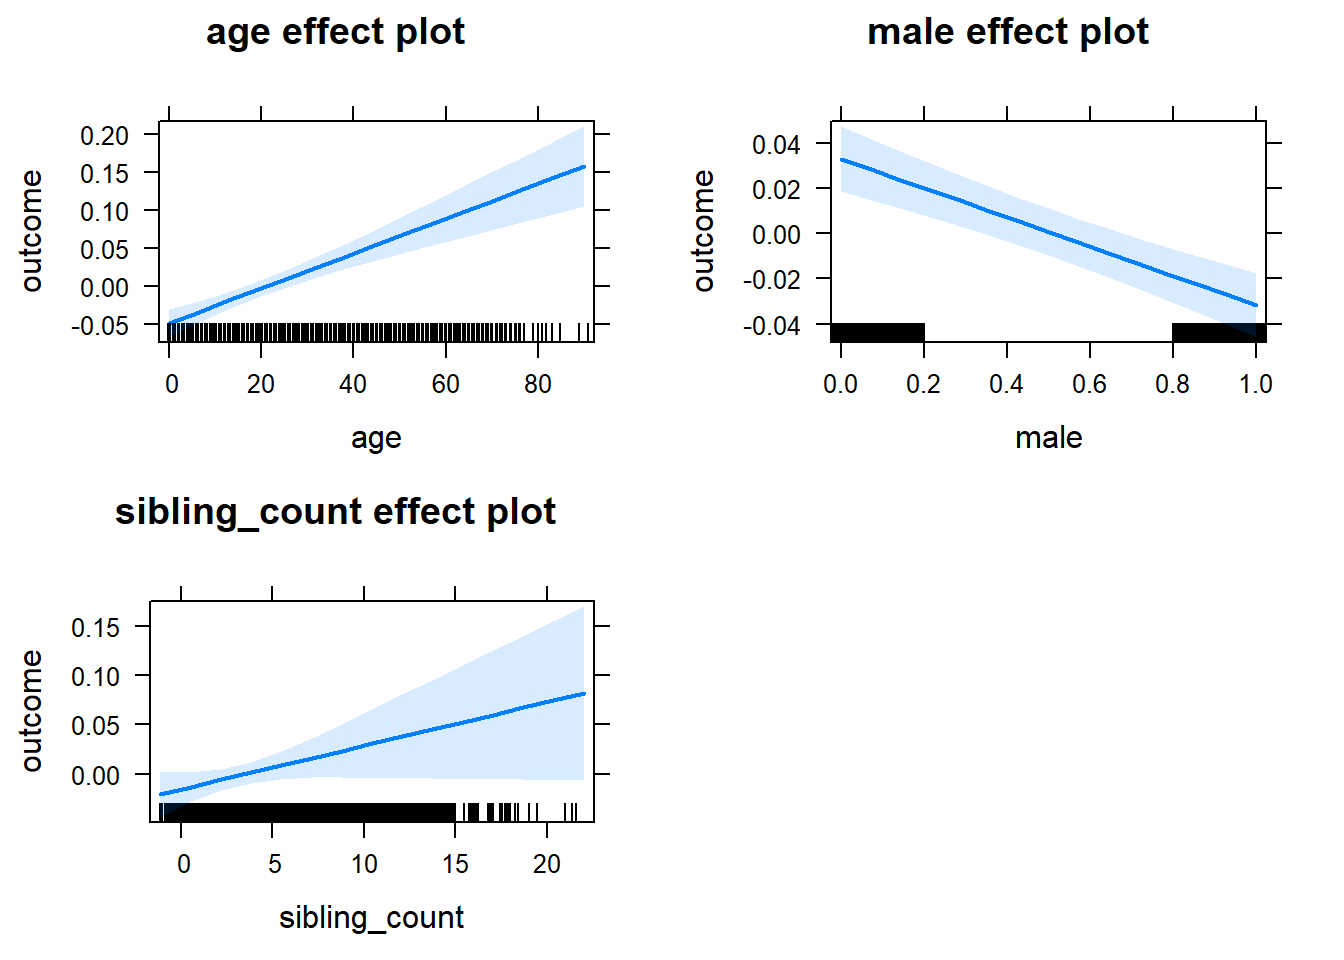 age effect plot
outcome
0.20
0.15
0.10
0.05
0.00
-0.05
0 20 40 60 80
age
male effect plot
outcome
0.04
0.02
0.00
-0.02
-0.04
0.0 0.2 0.4 0.6 0.8 1.0
male
sibling_count effect plot
outcome
0.15
0.10
0.05
0.00
0 5 10 15 20
sibling_count